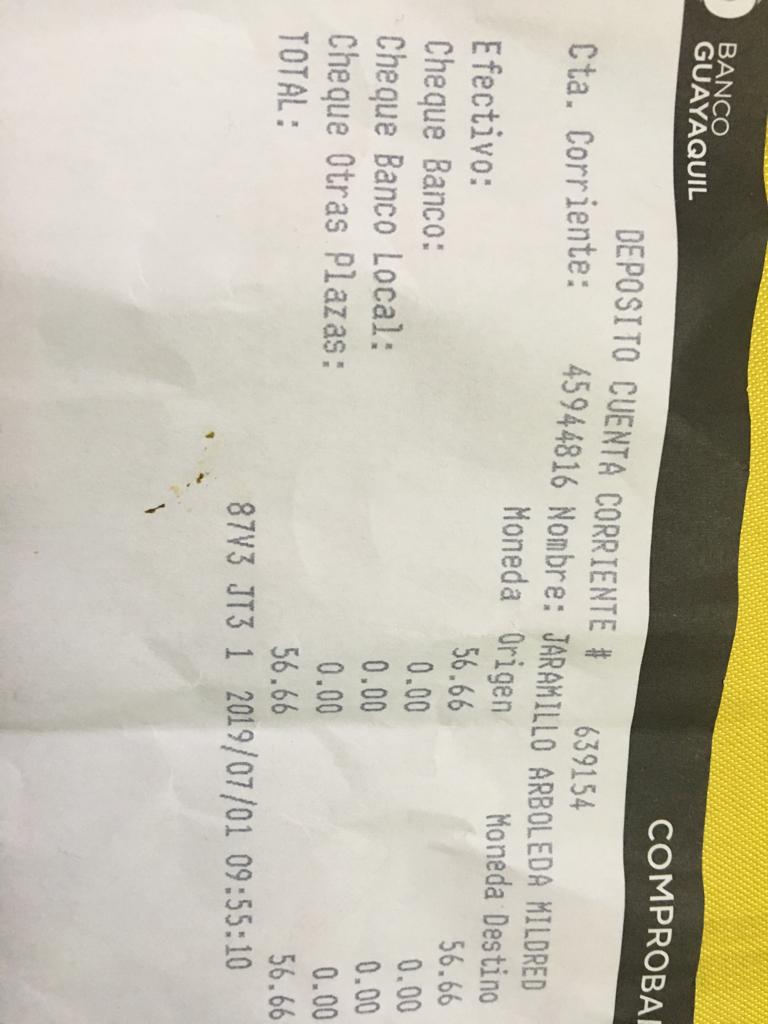 BANCO
GUAYAQUIL
COMPROBA
DEPOSITO CUENTA CORRIENTE # 639154
Cta. Corriente: 45944816 Nombre: JARAMILLO ARBOLEDA MILDRED
Moneda Origen Moneda Destino
Efectivo: 56.66 56.66
Cheque Banco: 0.00 0.00
Cheque Banco Local: 0.00 0.00
Cheque Otras plazas: 0.00 0.00
TOTAL: 56.66 56.66
87V3 JT3 1 2019/07/01 09:55:10